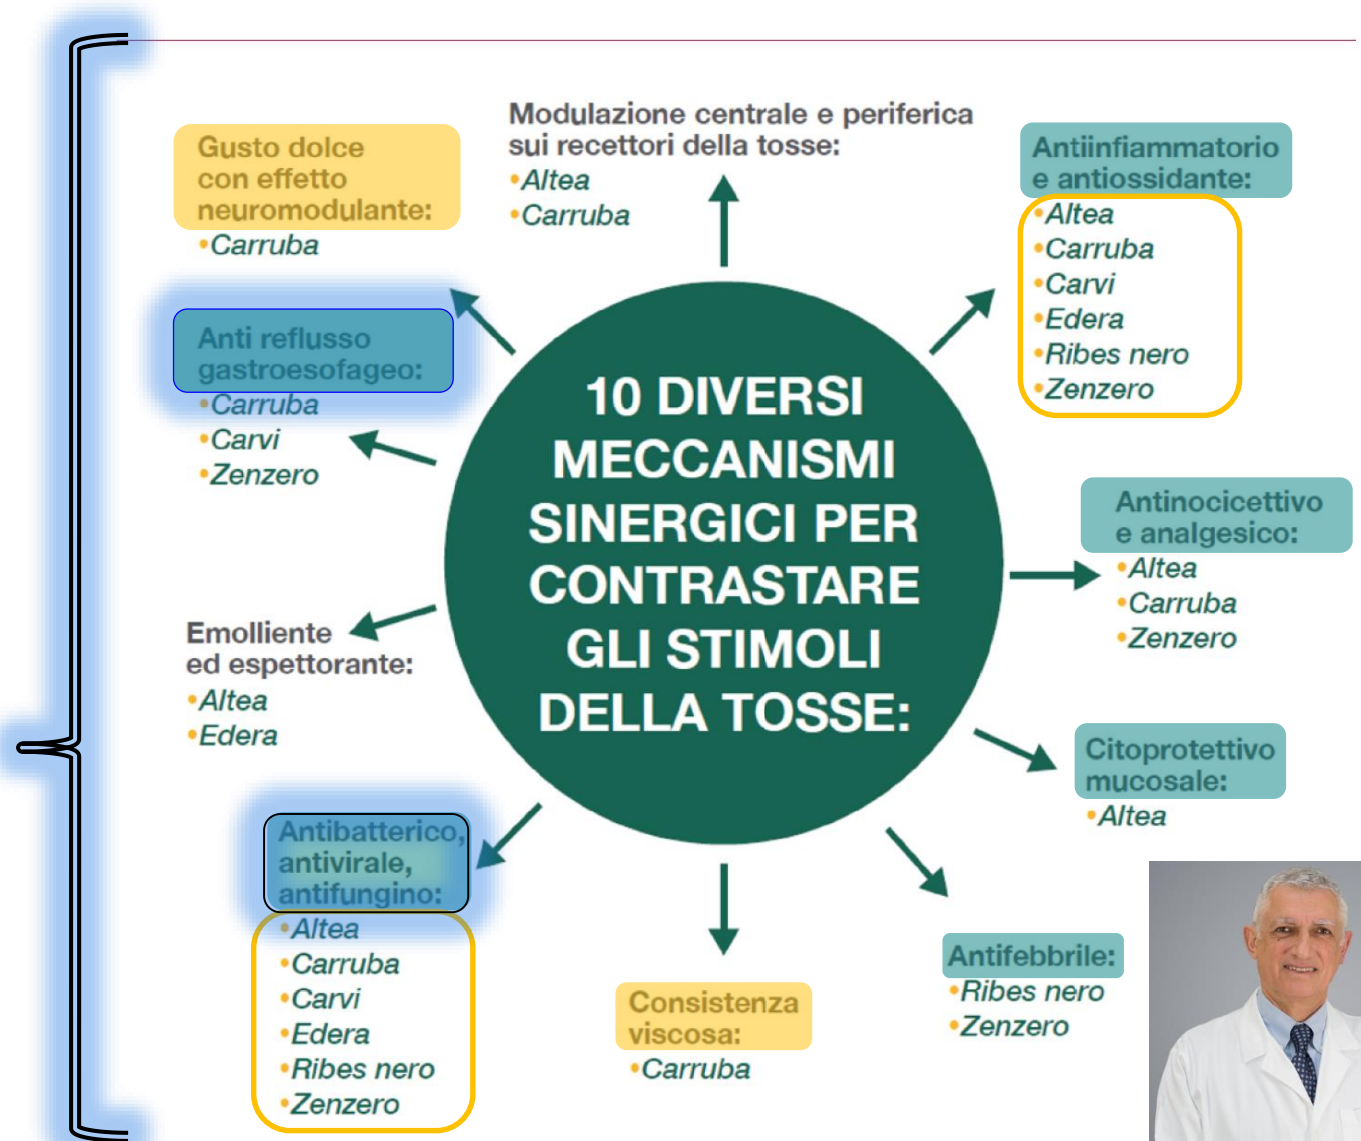 Modulazione centrale e periferica
sui recettori della tosse:
•Altea
•Carruba
Gusto dolce
con effetto
neuromodulante:
•Carruba
Antiinfiammatorio
e antiossidante:
•Altea
•Carruba
•Carvi
•Edera
•Ribes nero
•Zenzero
Anti reflusso
gastroesofageo:
•Carruba
•Carvi
•Zenzero
10 DIVERSI
MECCANISMI
SINERGICI PER
CONTRASTARE
GLI STIMOLI
DELLA TOSSE:
Antinocicettivo
e analgesico:
•Altea
•Carruba
•Zenzero
Emolliente
ed espettorante:
•Altea
•Edera
Citoprotettivo
mucosale:
•Altea
Antibatterico,
antivirale,
antifungino:
•Altea
•Carruba
•Carvi
•Edera
•Ribes nero
•Zenzero
Consistenza
viscosa:
•Carruba
Antifebbrile:
•Ribes nero
•Zenzero